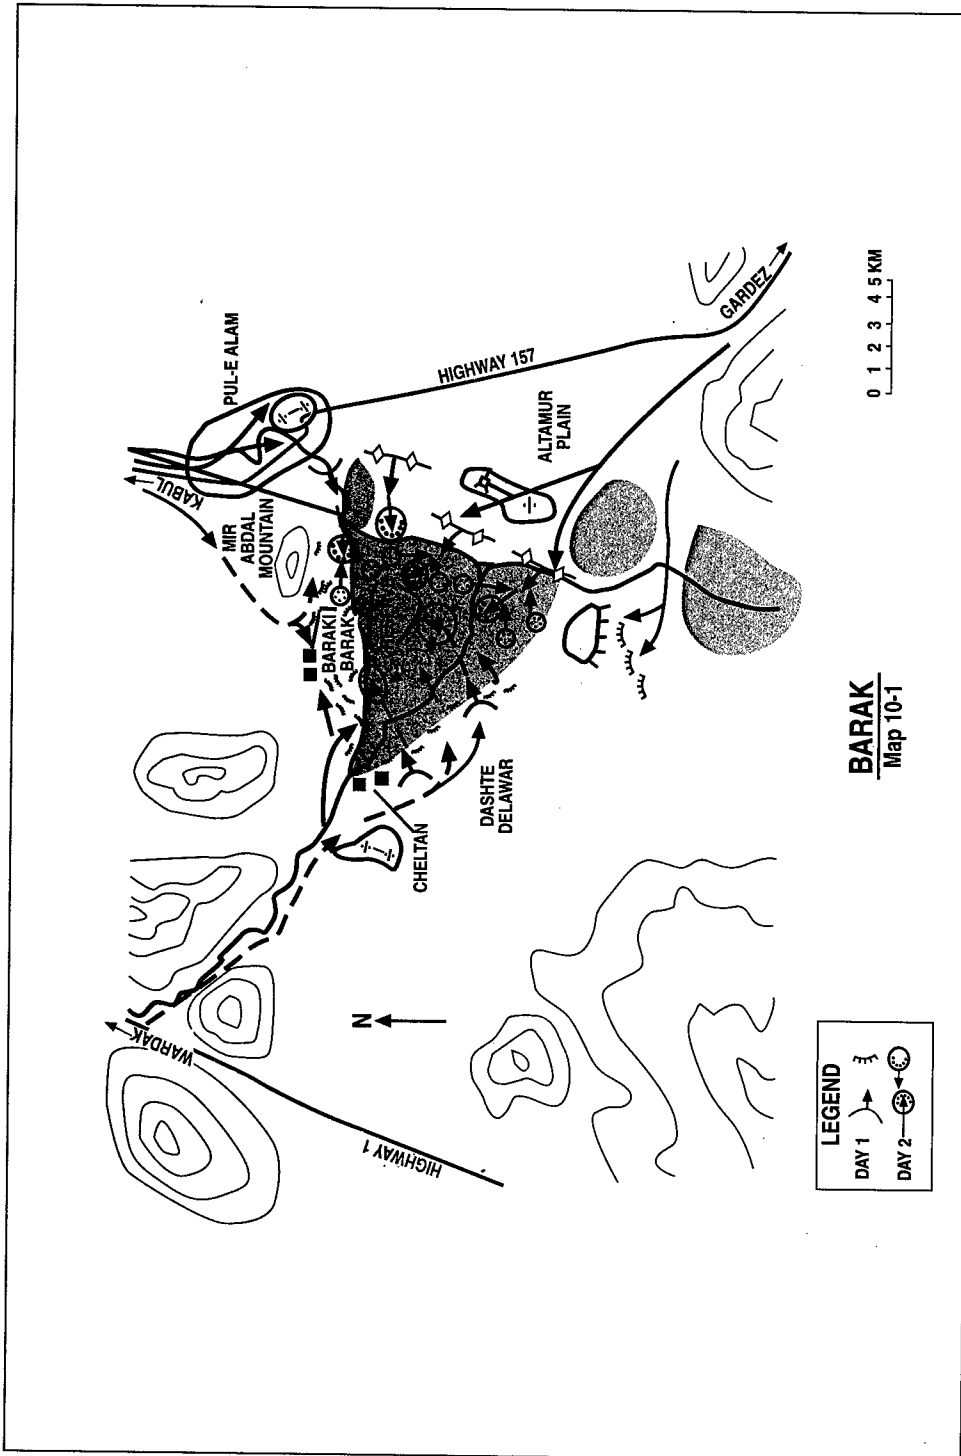 KABUL
PUL-E ALAM
MIR
ABDAL
MOUNTAIN
BARAKI
BARAK
WARDAK
HIGHWAY 1
N
CHELTAN
DASHTE
DELAWAR
HIGHWAY 157
ALTAMUR
PLAIN
GARDEZ
LEGEND
DAY 1
DAY 2
BARAK
Map 10-1
0 1 2 3 4 5 KM